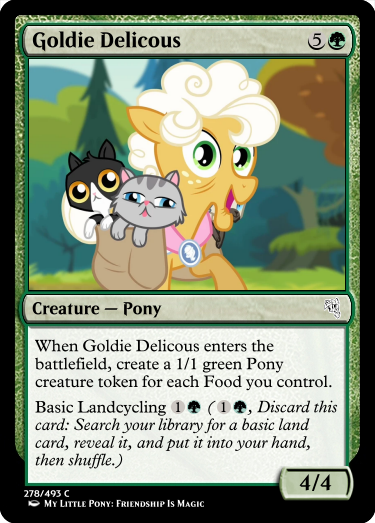 Goldie Delicous 5
Creature — Pony
When Goldie Delicous enters the
battlefield, create a 1/1 green Pony
creature token for each Food you control.
Basic Landcycling 1 ( 1 , Discard this
card: Search your library for a basic land
card, reveal it, and put it into your hand,
then shuffle.)
4/4
278/493 C
My Little Pony: Friendship Is Magic